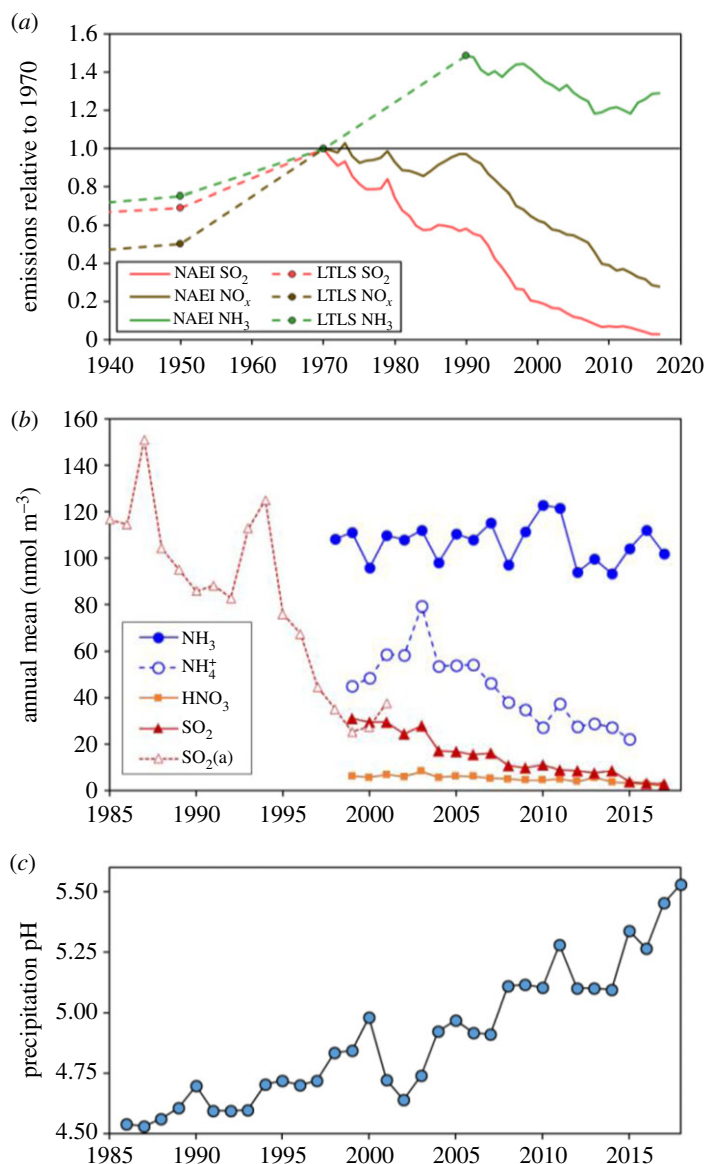 (a)
1.6
1.4
1.2
1.0
0.8
0.6
0.4
0.2
0
emissions relative to 1970
NAEI SO₂ LTLS SO₂
NAEI NOₓ LTLS NOₓ
NAEI NH₃ LTLS NH₃
1940 1950 1960 1970 1980 1990 2000 2010 2020
(b)
160
140
120
100
80
60
40
20
0
annual mean (nmol m⁻³)
NH₃
NH₄⁺
HNO₃
SO₂
SO₂(a)
1985 1990 1995 2000 2005 2010 2015
(c)
5.50
5.25
5.00
4.75
4.50
precipitation pH
1985 1990 1995 2000 2005 2010 2015